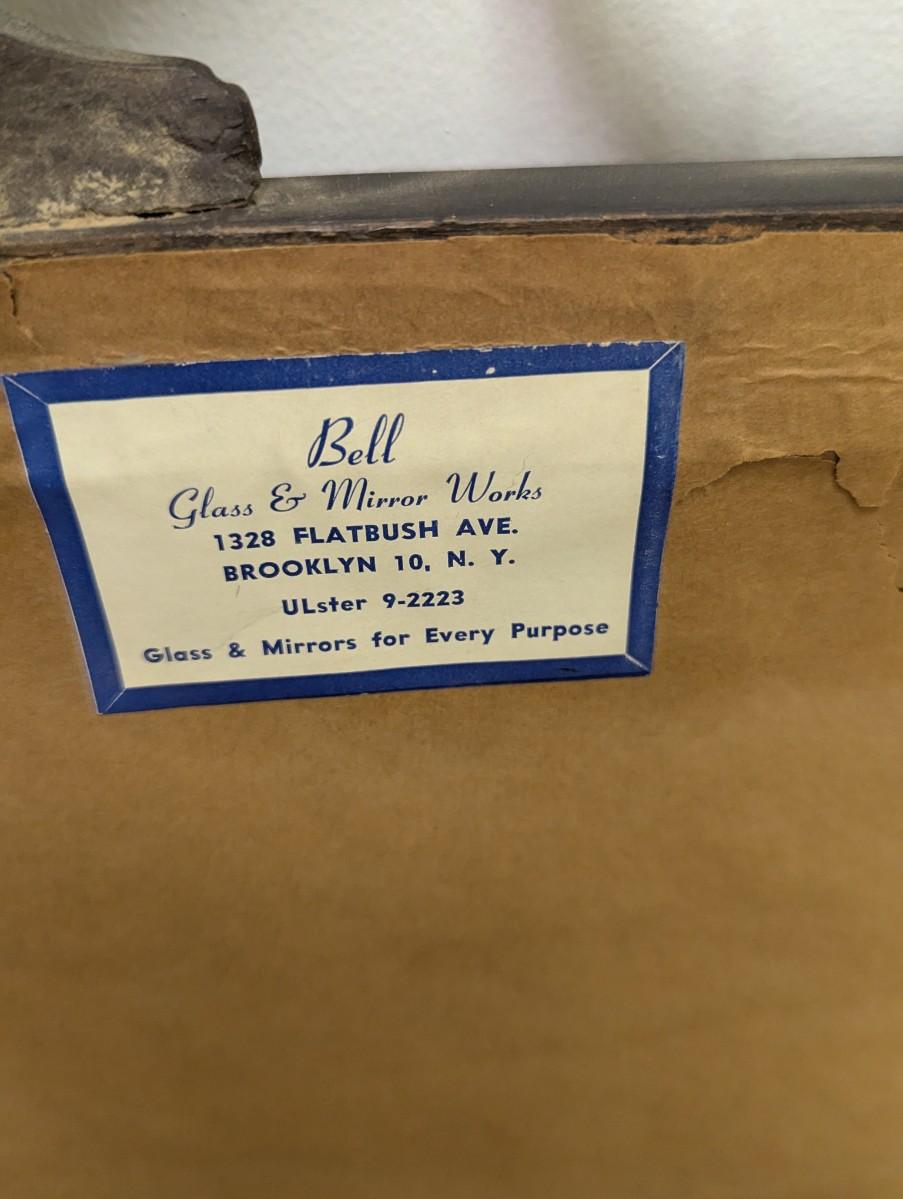 Bell
Glass & Mirror Works
1328 FLATBUSH AVE.
BROOKLYN 10, N. Y.
ULster 9-2223
Glass & Mirrors for Every Purpose